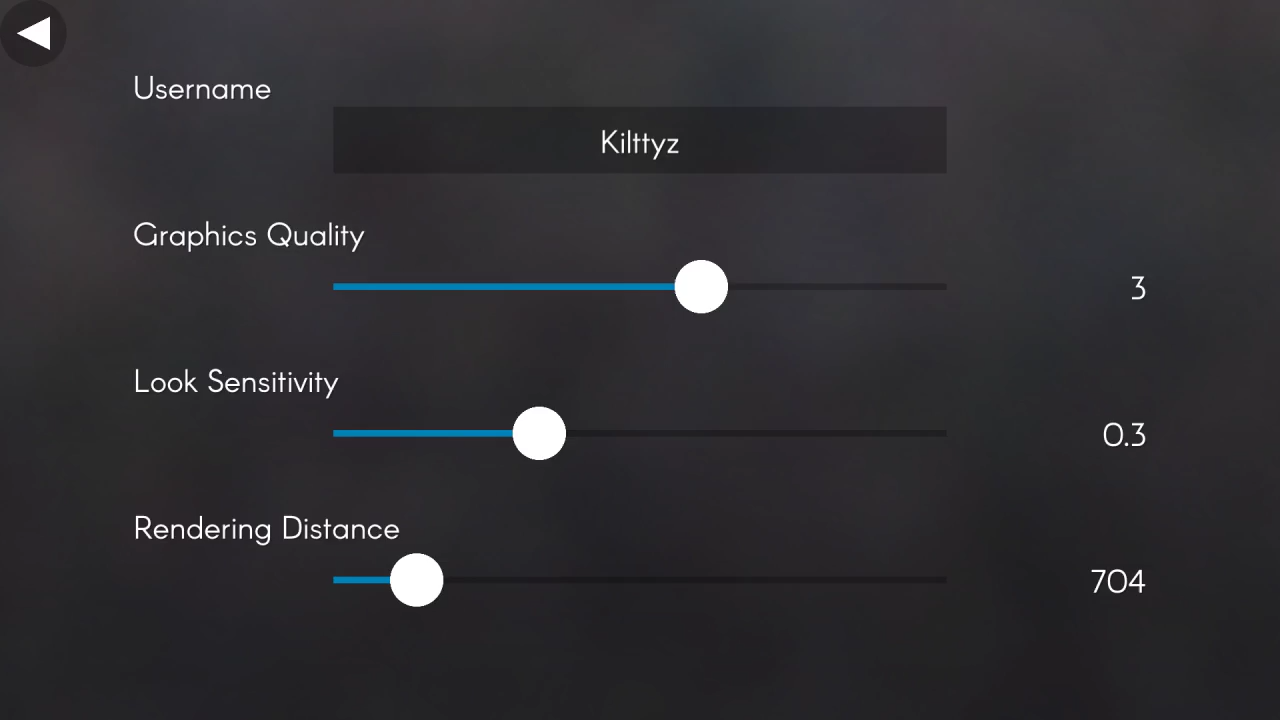 Username
Kilttyz
Graphics Quality
3
Look Sensitivity
0.3
Rendering Distance
704